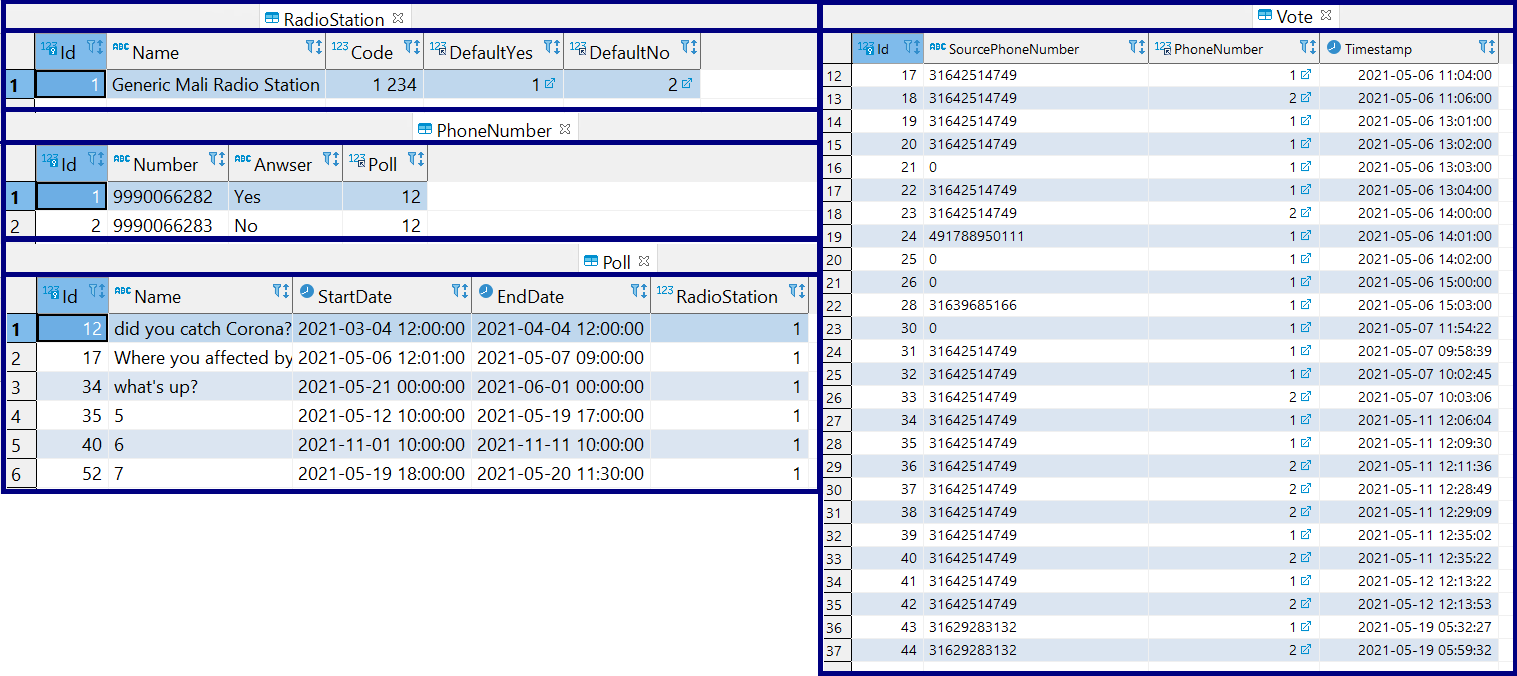 RadioStation
Id Name Code DefaultYes DefaultNo
1 1 Generic Mali Radio Station 1 234 1 2
PhoneNumber
Id Number Anwser Poll
1 1 9990066282 Yes 12
2 2 9990066283 No 12
Poll
Id Name StartDate EndDate RadioStation
1 12 did you catch Corona? 2021-03-04 12:00:00 2021-04-04 12:00:00 1
2 17 Where you affected by 2021-05-06 12:01:00 2021-05-07 09:00:00 1
3 34 what's up? 2021-05-21 00:00:00 2021-06-01 00:00:00 1
4 35 5 2021-05-12 10:00:00 2021-05-19 17:00:00 1
5 40 6 2021-11-01 10:00:00 2021-11-11 10:00:00 1
6 52 7 2021-05-19 18:00:00 2021-05-20 11:30:00 1
Vote
Id SourcePhoneNumber PhoneNumber Timestamp
12 17 31642514749 1 2021-05-06 11:04:00
13 18 31642514749 2 2021-05-06 11:06:00
14 19 31642514749 1 2021-05-06 13:01:00
15 20 31642514749 1 2021-05-06 13:02:00
16 21 0 1 2021-05-06 13:03:00
17 22 31642514749 1 2021-05-06 13:04:00
18 23 31642514749 2 2021-05-06 14:00:00
19 24 491788950111 1 2021-05-06 14:01:00
20 25 0 1 2021-05-06 14:02:00
21 26 0 1 2021-05-06 15:00:00
22 28 31639685166 1 2021-05-06 15:03:00
23 30 0 1 2021-05-07 11:54:22
24 31 31642514749 1 2021-05-07 09:58:39
25 32 31642514749 1 2021-05-07 10:02:45
26 33 31642514749 2 2021-05-07 10:03:06
27 34 31642514749 1 2021-05-11 12:06:04
28 35 31642514749 1 2021-05-11 12:09:30
29 36 31642514749 2 2021-05-11 12:11:36
30 37 31642514749 2 2021-05-11 12:28:49
31 38 31642514749 2 2021-05-11 12:29:09
32 39 31642514749 1 2021-05-11 12:35:02
33 40 31642514749 2 2021-05-11 12:35:22
34 41 31642514749 1 2021-05-12 12:13:22
35 42 31642514749 2 2021-05-12 12:13:53
36 43 31629283132 1 2021-05-19 05:32:27
37 44 31629283132 2 2021-05-19 05:59:32